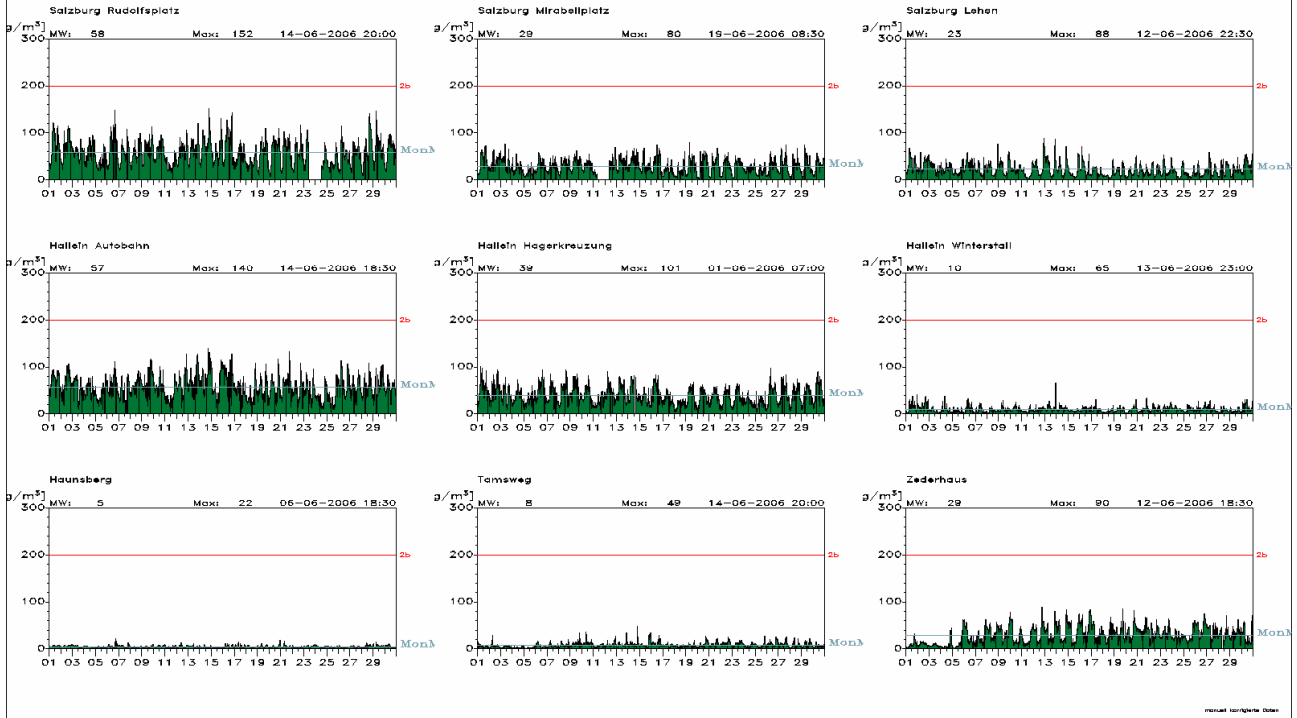 Salzburg Rudolfsplatz
g/m³]
MW: 58 Max: 152 14-06-2006 20:00
300
200
2b
100
MonM
0
01 03 05 07 09 11 13 15 17 19 21 23 25 27 29
Salzburg Mirabellplatz
g/m³]
MW: 29 Max: 80 19-06-2006 08:30
300
200
2b
100
MonM
0
01 03 05 07 09 11 13 15 17 19 21 23 25 27 29
Salzburg Lehen
g/m³]
MW: 23 Max: 88 12-06-2006 22:30
300
200
2b
100
MonM
0
01 03 05 07 09 11 13 15 17 19 21 23 25 27 29
Hallein Autobahn
g/m³]
MW: 57 Max: 140 14-06-2006 18:30
300
200
2b
100
MonM
0
01 03 05 07 09 11 13 15 17 19 21 23 25 27 29
Hallein Hagerkreuzung
g/m³]
MW: 39 Max: 101 01-06-2006 07:00
300
200
2b
100
MonM
0
01 03 05 07 09 11 13 15 17 19 21 23 25 27 29
Hallein Winterstall
g/m³]
MW: 10 Max: 65 13-06-2006 23:00
300
200
2b
100
MonM
0
01 03 05 07 09 11 13 15 17 19 21 23 25 27 29
Haunsberg
g/m³]
MW: 5 Max: 22 06-06-2006 18:30
300
200
2b
100
MonM
0
01 03 05 07 09 11 13 15 17 19 21 23 25 27 29
Tamsweg
g/m³]
MW: 8 Max: 49 14-06-2006 20:00
300
200
2b
100
MonM
0
01 03 05 07 09 11 13 15 17 19 21 23 25 27 29
Zederhaus
g/m³]
MW: 29 Max: 90 12-06-2006 18:30
300
200
2b
100
MonM
0
01 03 05 07 09 11 13 15 17 19 21 23 25 27 29
manuell korrigierte Daten